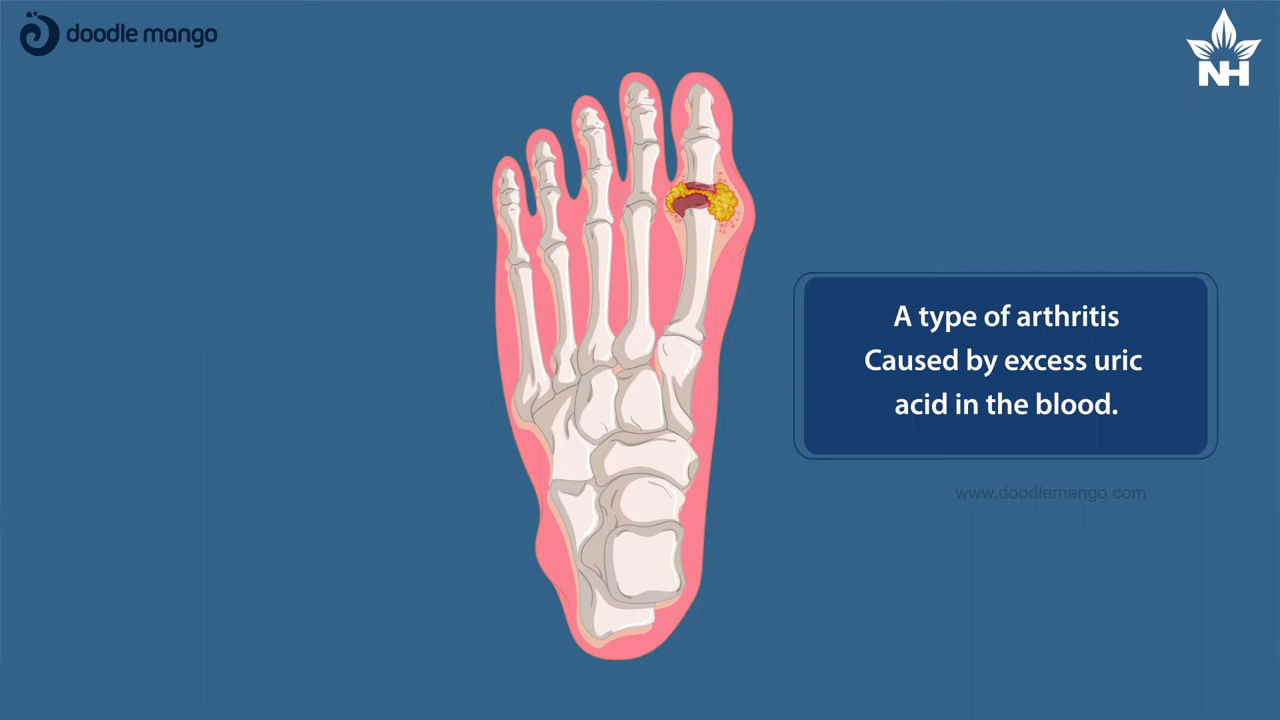 doodle mango
NH
A type of arthritis
Caused by excess uric
acid in the blood.
www.doodlemango.com